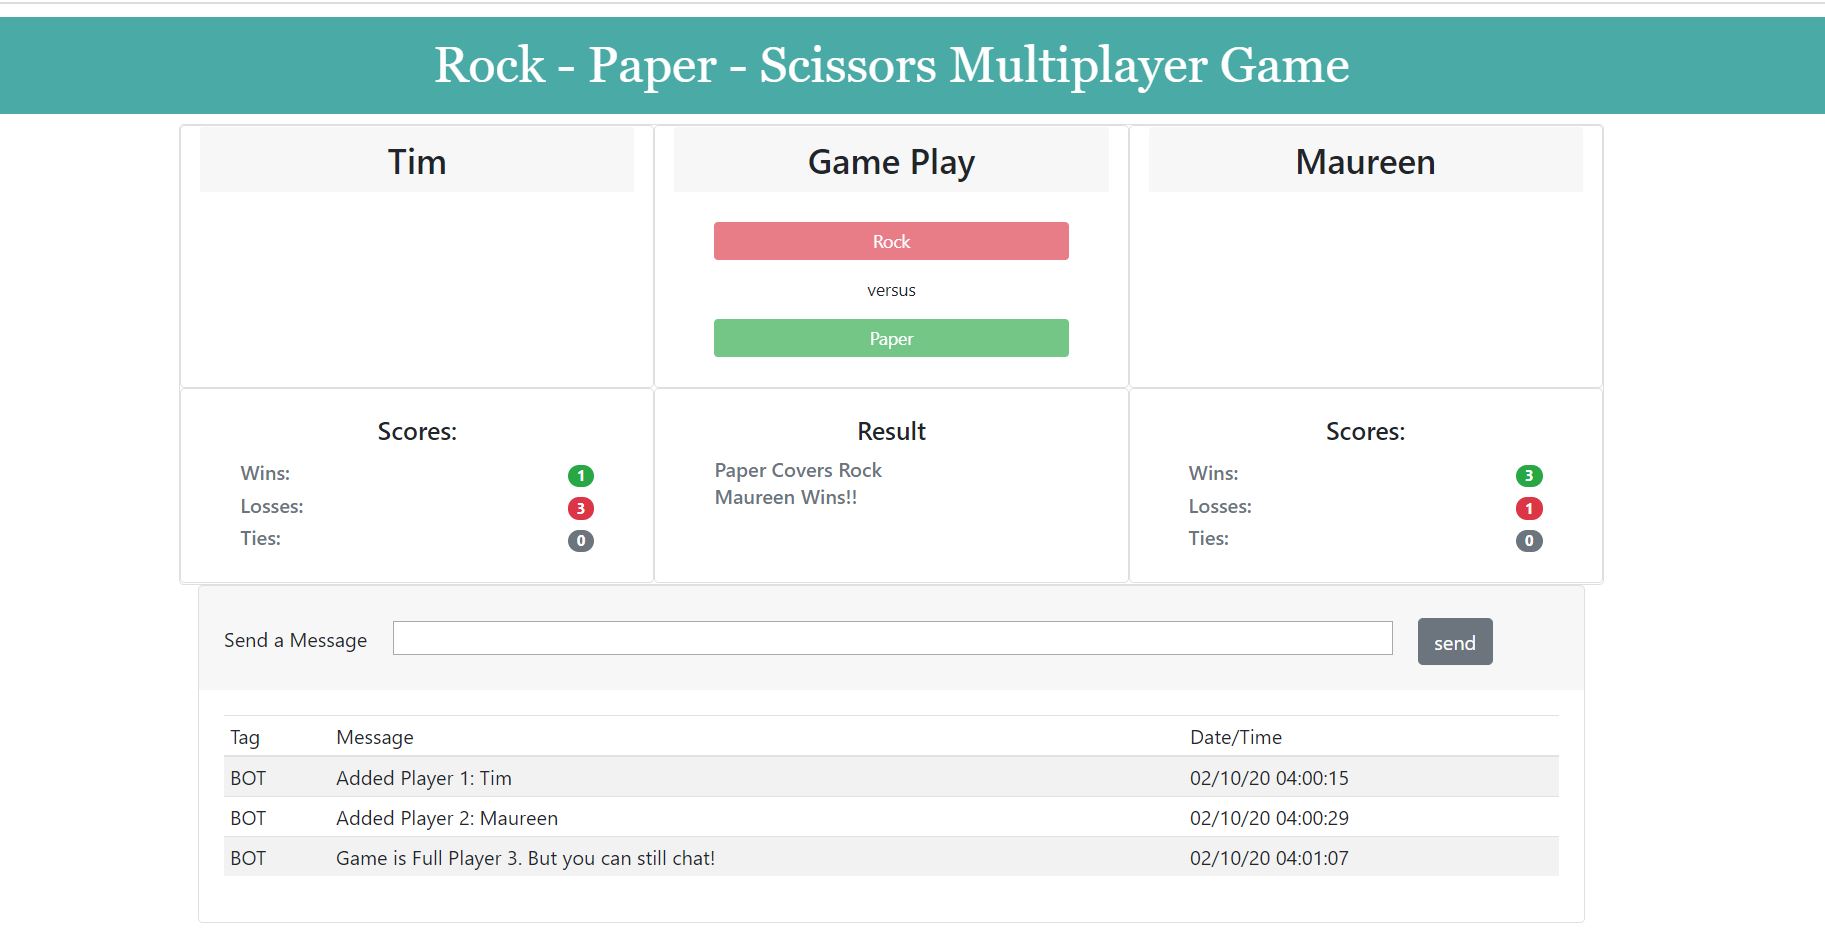 Rock - Paper - Scissors Multiplayer Game
Tim
Game Play
Maureen
Rock
versus
Paper
Scores:
Wins: 1
Losses: 3
Ties: 0
Result
Paper Covers Rock
Maureen Wins!!
Scores:
Wins: 3
Losses: 1
Ties: 0
Send a Message send
Tag Message Date/Time
BOT Added Player 1: Tim 02/10/20 04:00:15
BOT Added Player 2: Maureen 02/10/20 04:00:29
BOT Game is Full Player 3. But you can still chat! 02/10/20 04:01:07